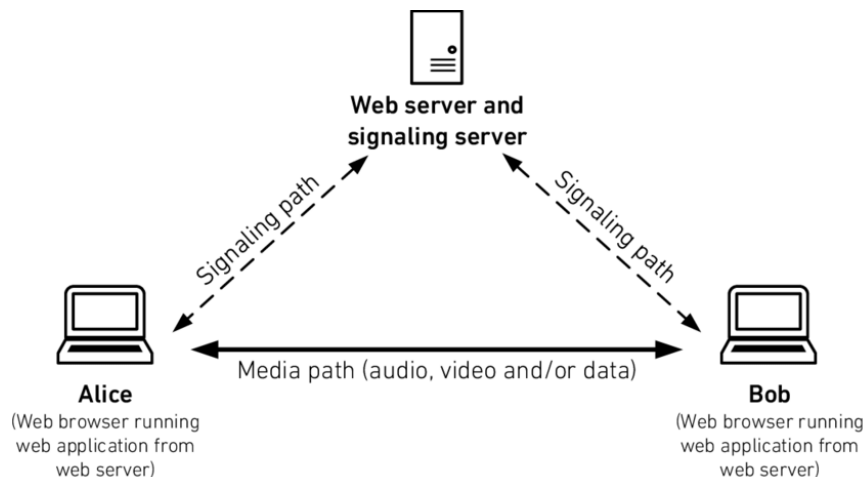 Web server and
signaling server
Signaling path
Signaling path
Media path (audio, video and/or data)
Alice
(Web browser running
web application from
web server)
Bob
(Web browser running
web application from
web server)